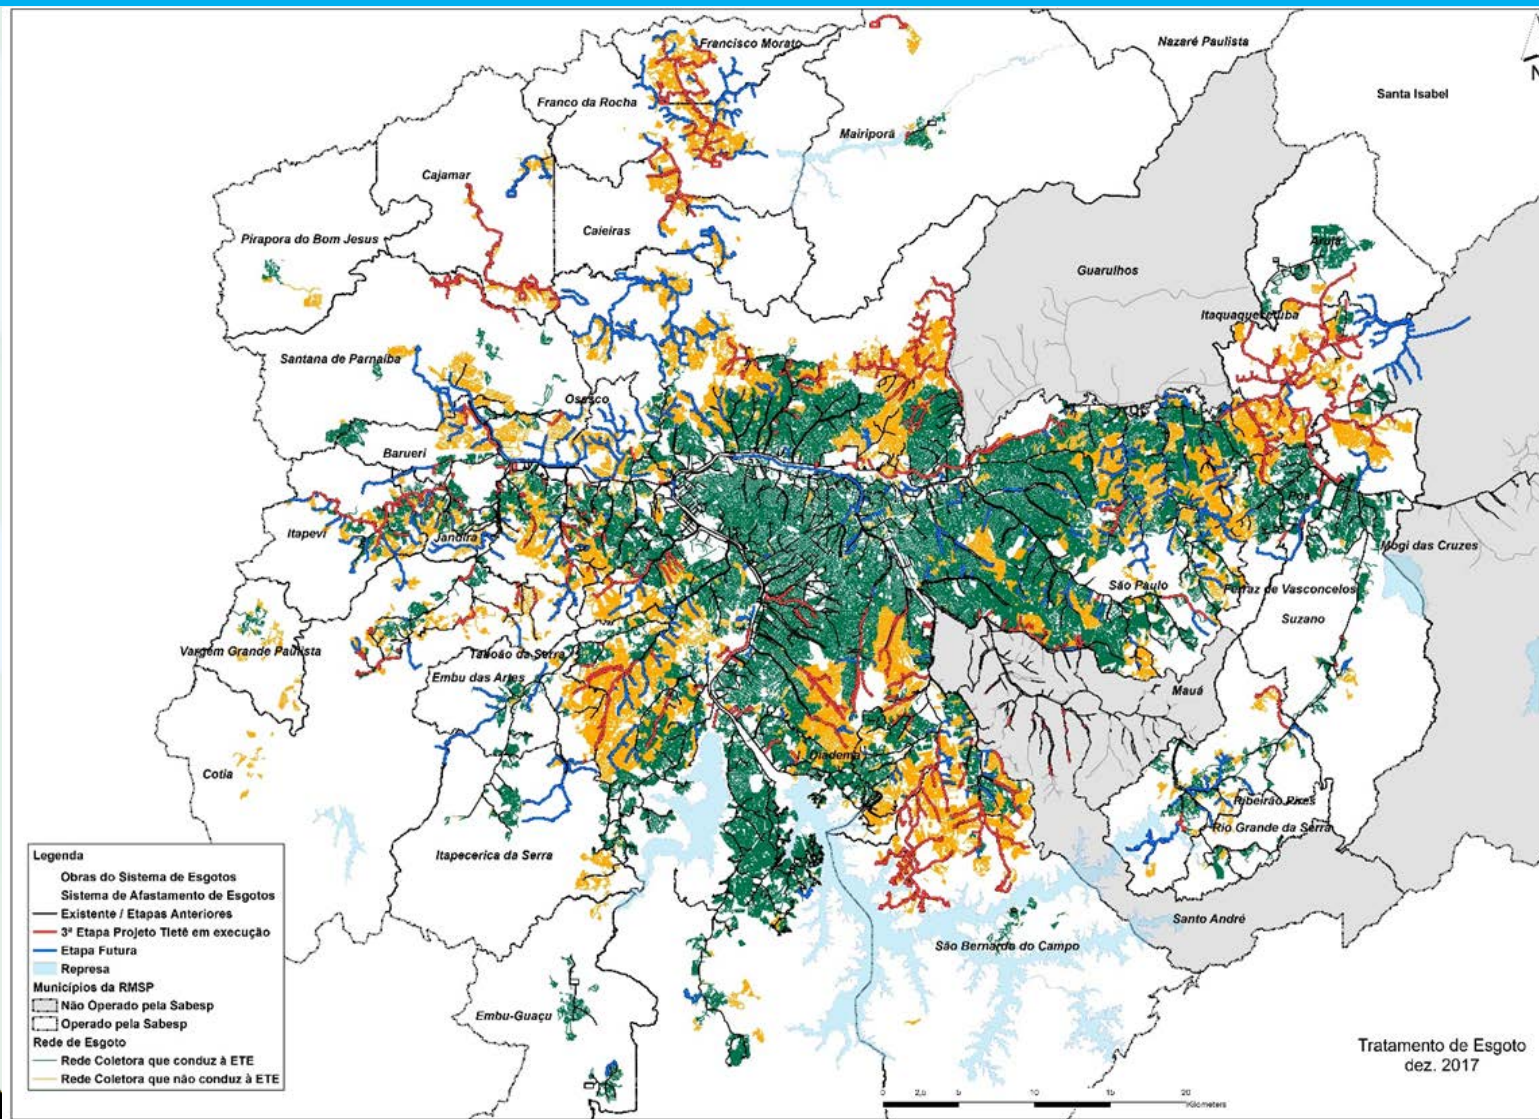 Francisco Morato
Nazaré Paulista
Santa Isabel
Franco da Rocha
Mairiporã
Cajamar
Caieiras
Pirapora do Bom Jesus
Arujá
Guarulhos
Itaquaquecetuba
Santana de Parnaíba
Osasco
Barueri
Poá
Itapevi
Jandira
Mogi das Cruzes
São Paulo
Ferraz de Vasconcelos
Suzano
Vargem Grande Paulista
Taboão da Serra
Embu das Artes
Mauá
Cotia
Diadema
Ribeirão Pires
Rio Grande da Serra
Itapecerica da Serra
Santo André
São Bernardo do Campo
Embu-Guaçu
Legenda
Obras do Sistema de Esgotos
Sistema de Afastamento de Esgotos
Existente / Etapas Anteriores
3ª Etapa Projeto Tietê em execução
Etapa Futura
Represa
Municípios da RMSP
Não Operado pela Sabesp
Operado pela Sabesp
Rede de Esgoto
Rede Coletora que conduz à ETE
Rede Coletora que não conduz à ETE
Tratamento de Esgoto
dez. 2017
0 2,5 5 10 15 20
Kilometers